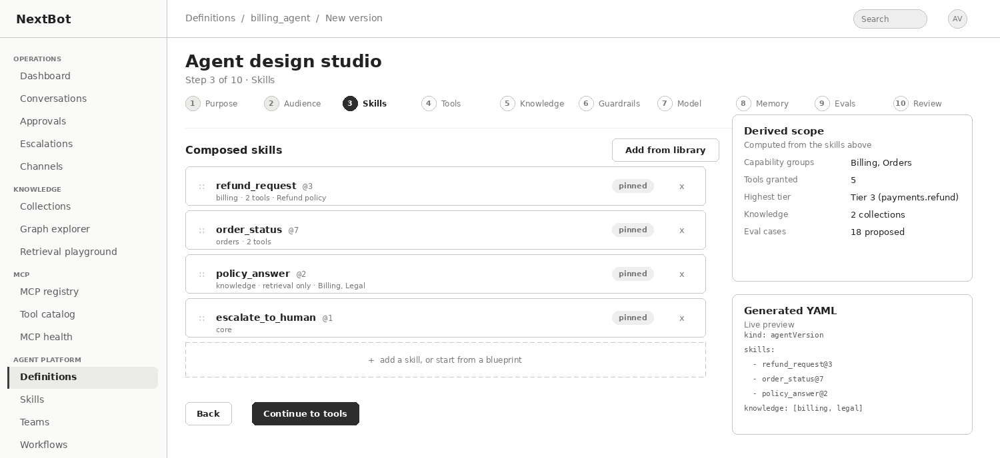 NextBot
Definitions / billing_agent / New version
Search
AV
OPERATIONS
Dashboard
Conversations
Approvals
Escalations
Channels
KNOWLEDGE
Collections
Graph explorer
Retrieval playground
MCP
MCP registry
Tool catalog
MCP health
AGENT PLATFORM
Definitions
Skills
Teams
Workflows
Agent design studio
Step 3 of 10 · Skills
1 Purpose
2 Audience
3 Skills
4 Tools
5 Knowledge
6 Guardrails
7 Model
8 Memory
9 Evals
10 Review
Composed skills
Add from library
:: refund_request @3 pinned x
billing · 2 tools · Refund policy
:: order_status @7 pinned x
orders · 2 tools
:: policy_answer @2 pinned x
knowledge · retrieval only · Billing, Legal
:: escalate_to_human @1 pinned x
core
+ add a skill, or start from a blueprint
Back
Continue to tools
Derived scope
Computed from the skills above
Capability groups Billing, Orders
Tools granted 5
Highest tier Tier 3 (payments.refund)
Knowledge 2 collections
Eval cases 18 proposed
Generated YAML
Live preview
kind: agentVersion
skills:
- refund_request@3
- order_status@7
- policy_answer@2
knowledge: [billing, legal]